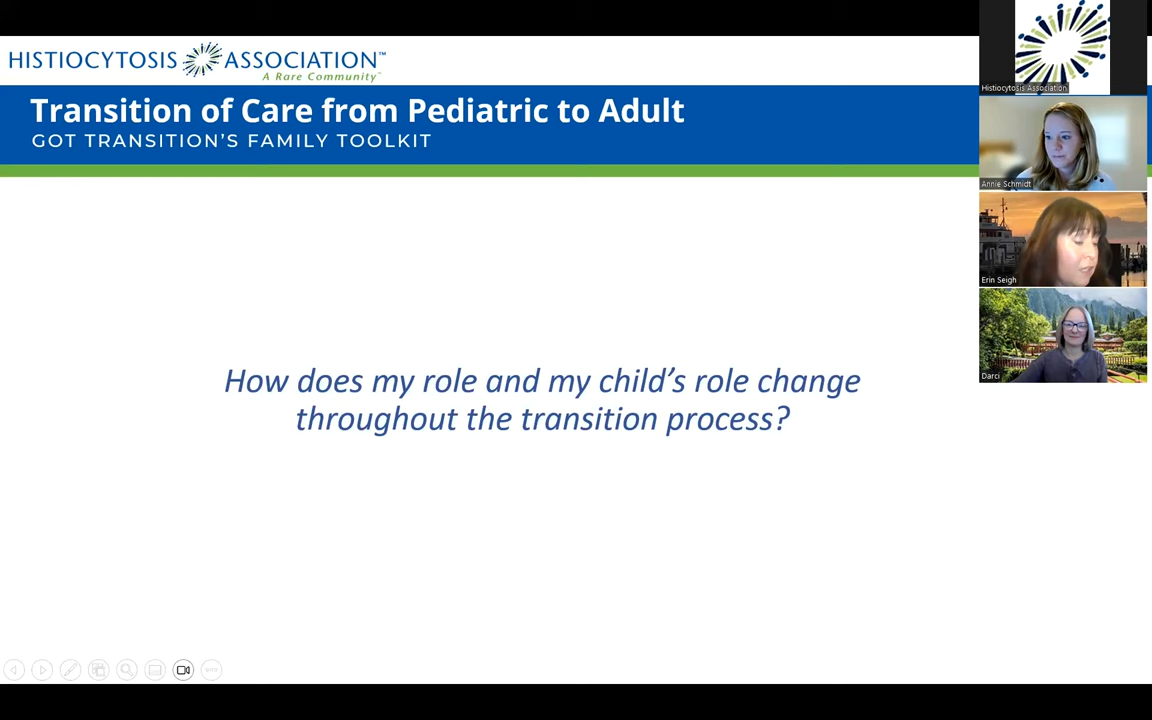 HISTIOCYTOSIS ASSOCIATION™
A Rare Community™
Transition of Care from Pediatric to Adult
GOT TRANSITION'S FAMILY TOOLKIT
How does my role and my child's role change
throughout the transition process?
Histiocytosis Association
Annie Schmidt
Erin Seigh
Darci